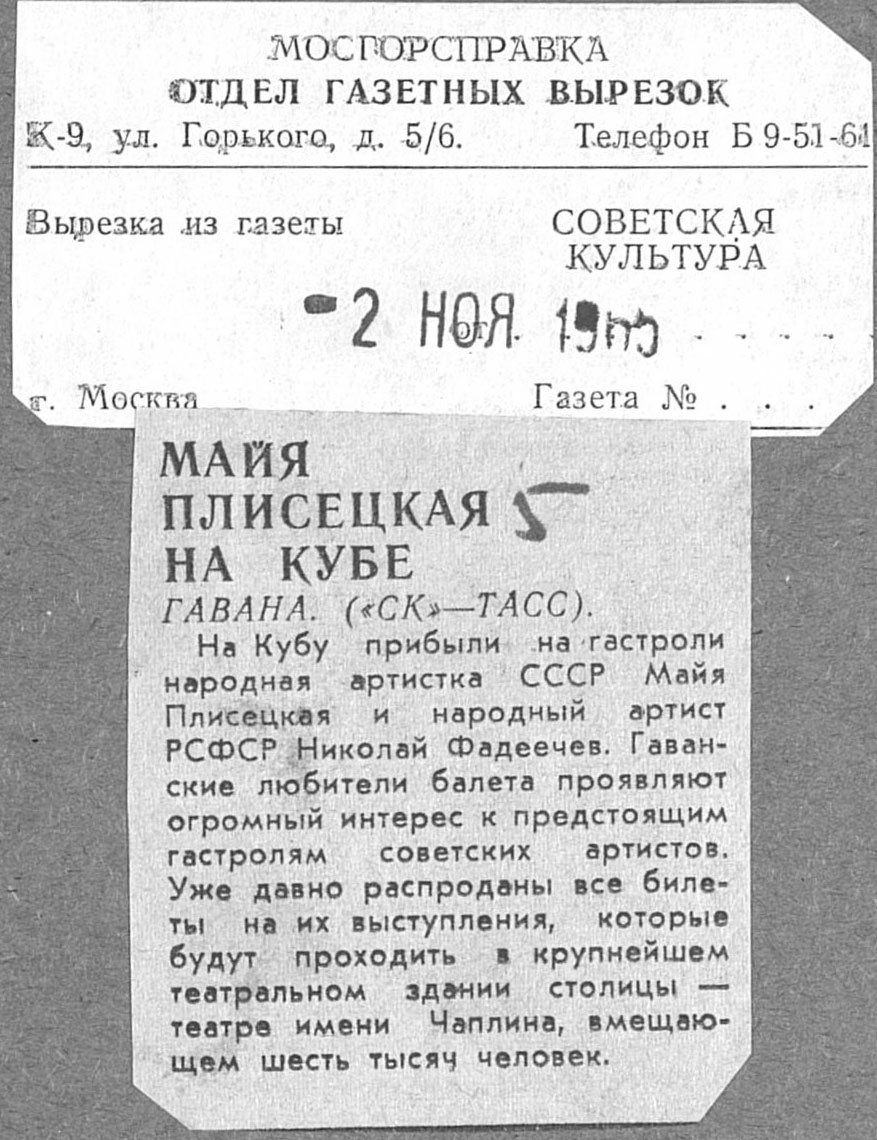 МОСГОРСПРАВКА
ОТДЕЛ ГАЗЕТНЫХ ВЫРЕЗОК
К-9, ул. Горького, д. 5/6. Телефон Б 9-51-61
Вырезка из газеты СОВЕТСКАЯ
КУЛЬТУРА
-2 НОЯ 1965
от . . . . .
г. Москва Газета № . . .
МАЙЯ
ПЛИСЕЦКАЯ
НА КУБЕ
ГАВАНА. («СК»—ТАСС).
На Кубу прибыли на гастроли
народная артистка СССР Майя
Плисецкая и народный артист
РСФСР Николай Фадеечев. Гаван-
ские любители балета проявляют
огромный интерес к предстоящим
гастролям советских артистов.
Уже давно распроданы все биле-
ты на их выступления, которые
будут проходить в крупнейшем
театральном здании столицы —
театре имени Чаплина, вмещаю-
щем шесть тысяч человек.